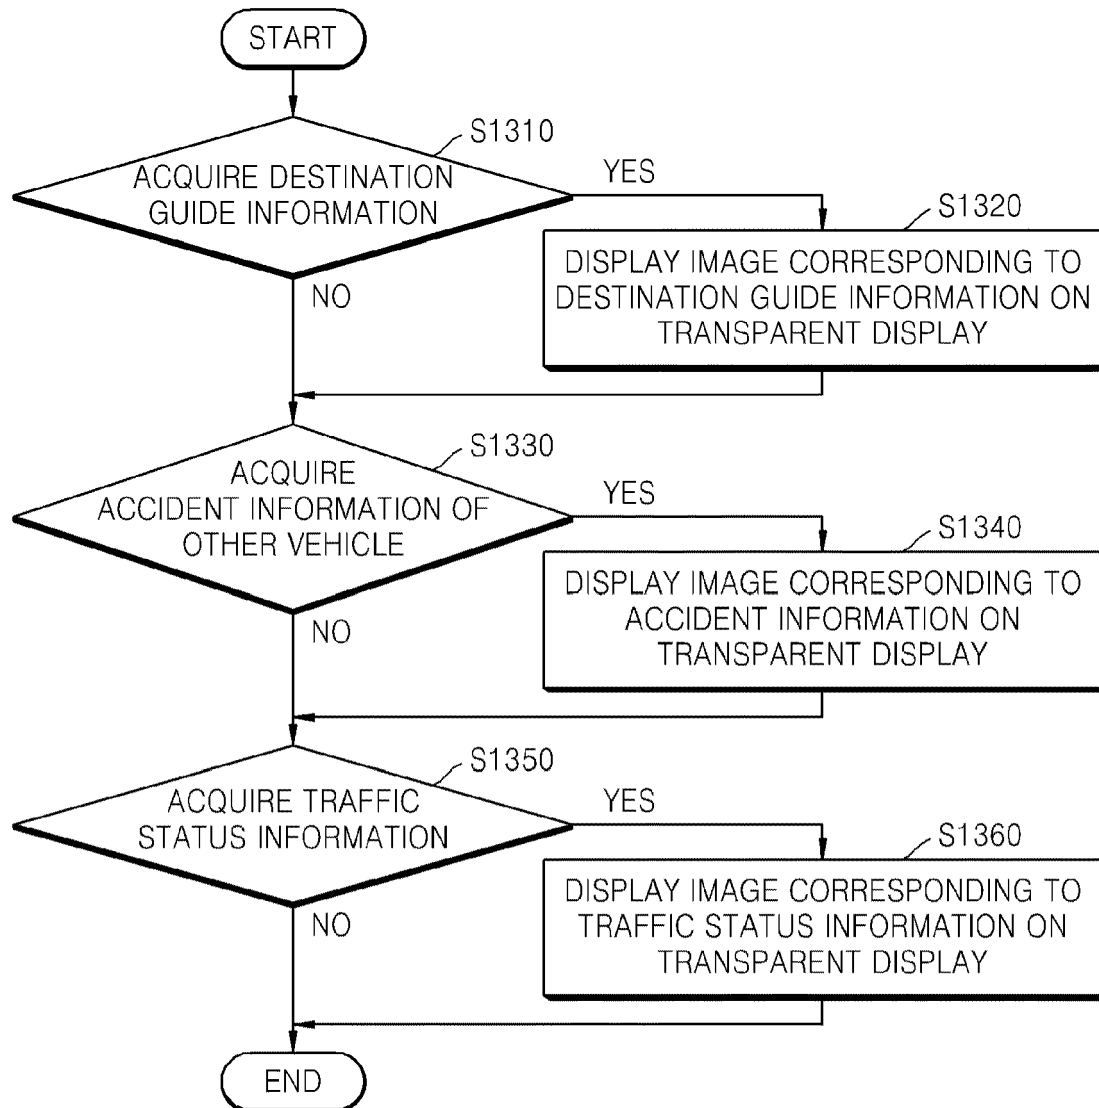 START
S1310
ACQUIRE DESTINATION
GUIDE INFORMATION
YES
NO
S1320
DISPLAY IMAGE CORRESPONDING TO
DESTINATION GUIDE INFORMATION ON
TRANSPARENT DISPLAY
S1330
ACQUIRE
ACCIDENT INFORMATION OF
OTHER VEHICLE
YES
NO
S1340
DISPLAY IMAGE CORRESPONDING TO
ACCIDENT INFORMATION ON
TRANSPARENT DISPLAY
S1350
ACQUIRE TRAFFIC
STATUS INFORMATION
YES
NO
S1360
DISPLAY IMAGE CORRESPONDING TO
TRAFFIC STATUS INFORMATION ON
TRANSPARENT DISPLAY
END